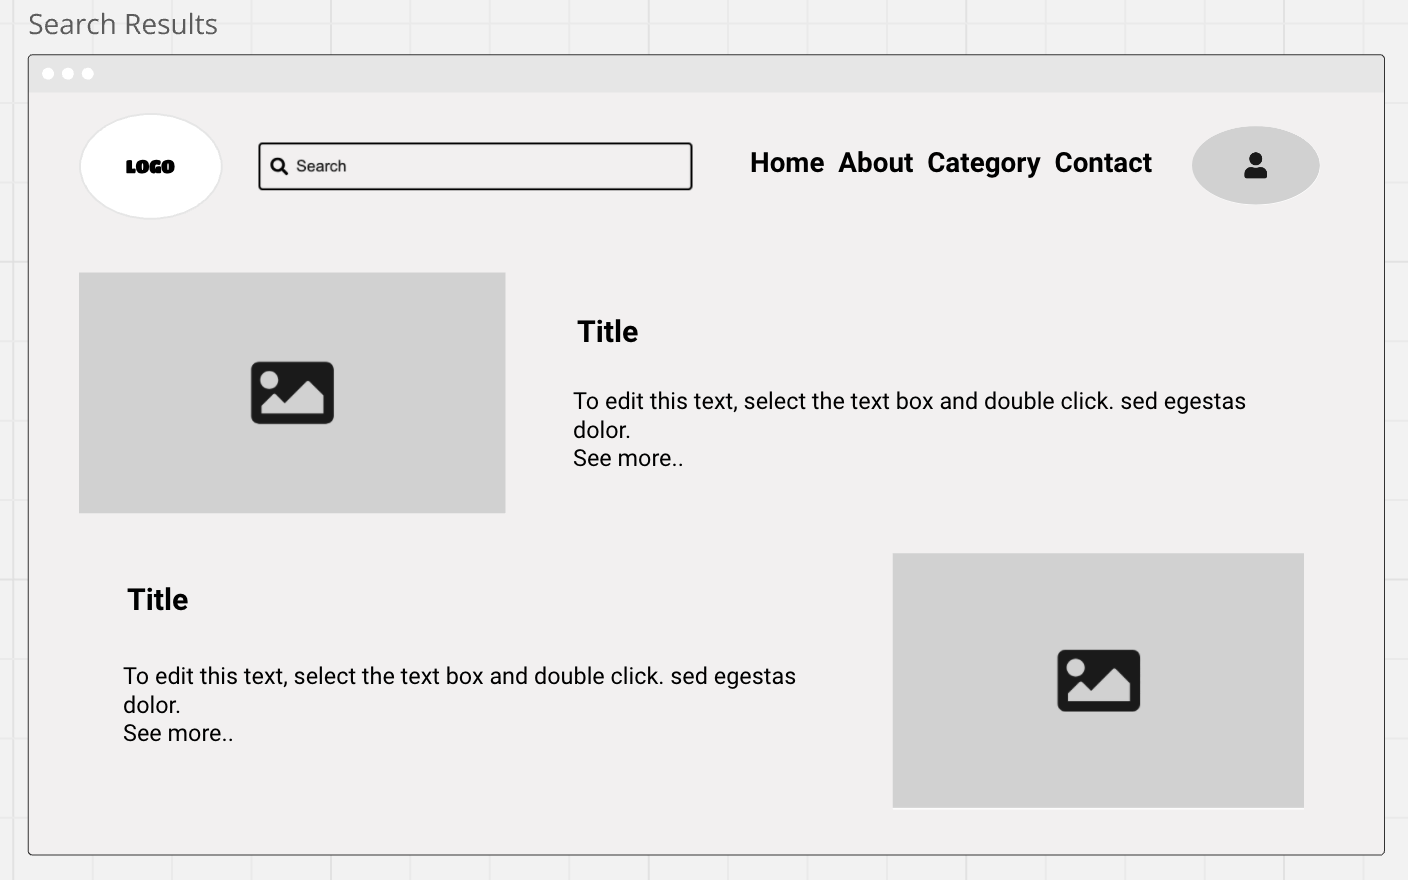 Search Results
LOGO
Search
Home About Category Contact
Title
To edit this text, select the text box and double click. sed egestas
dolor.
See more..
Title
To edit this text, select the text box and double click. sed egestas
dolor.
See more..